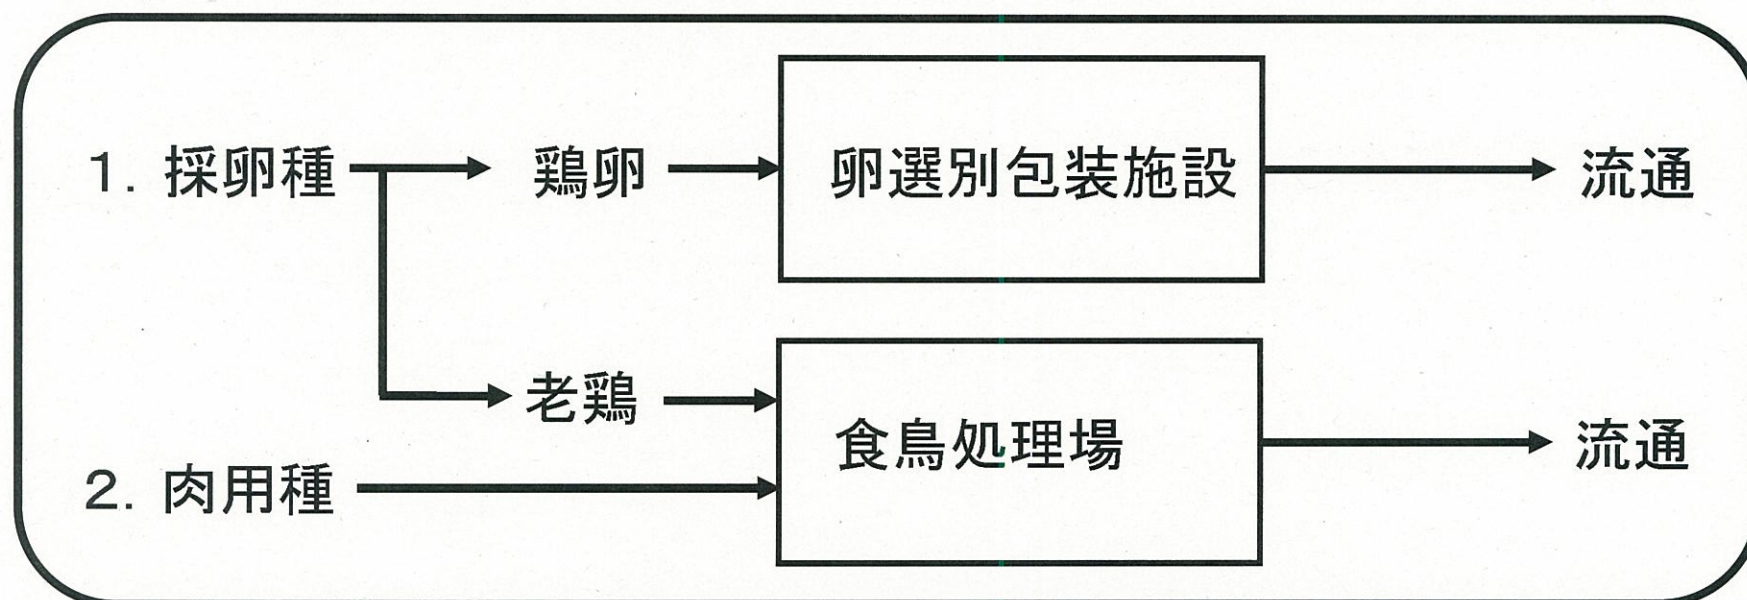 1. 採卵種
鶏卵
卵選別包装施設
流通
老鶏
食鳥処理場
流通
2. 肉用種